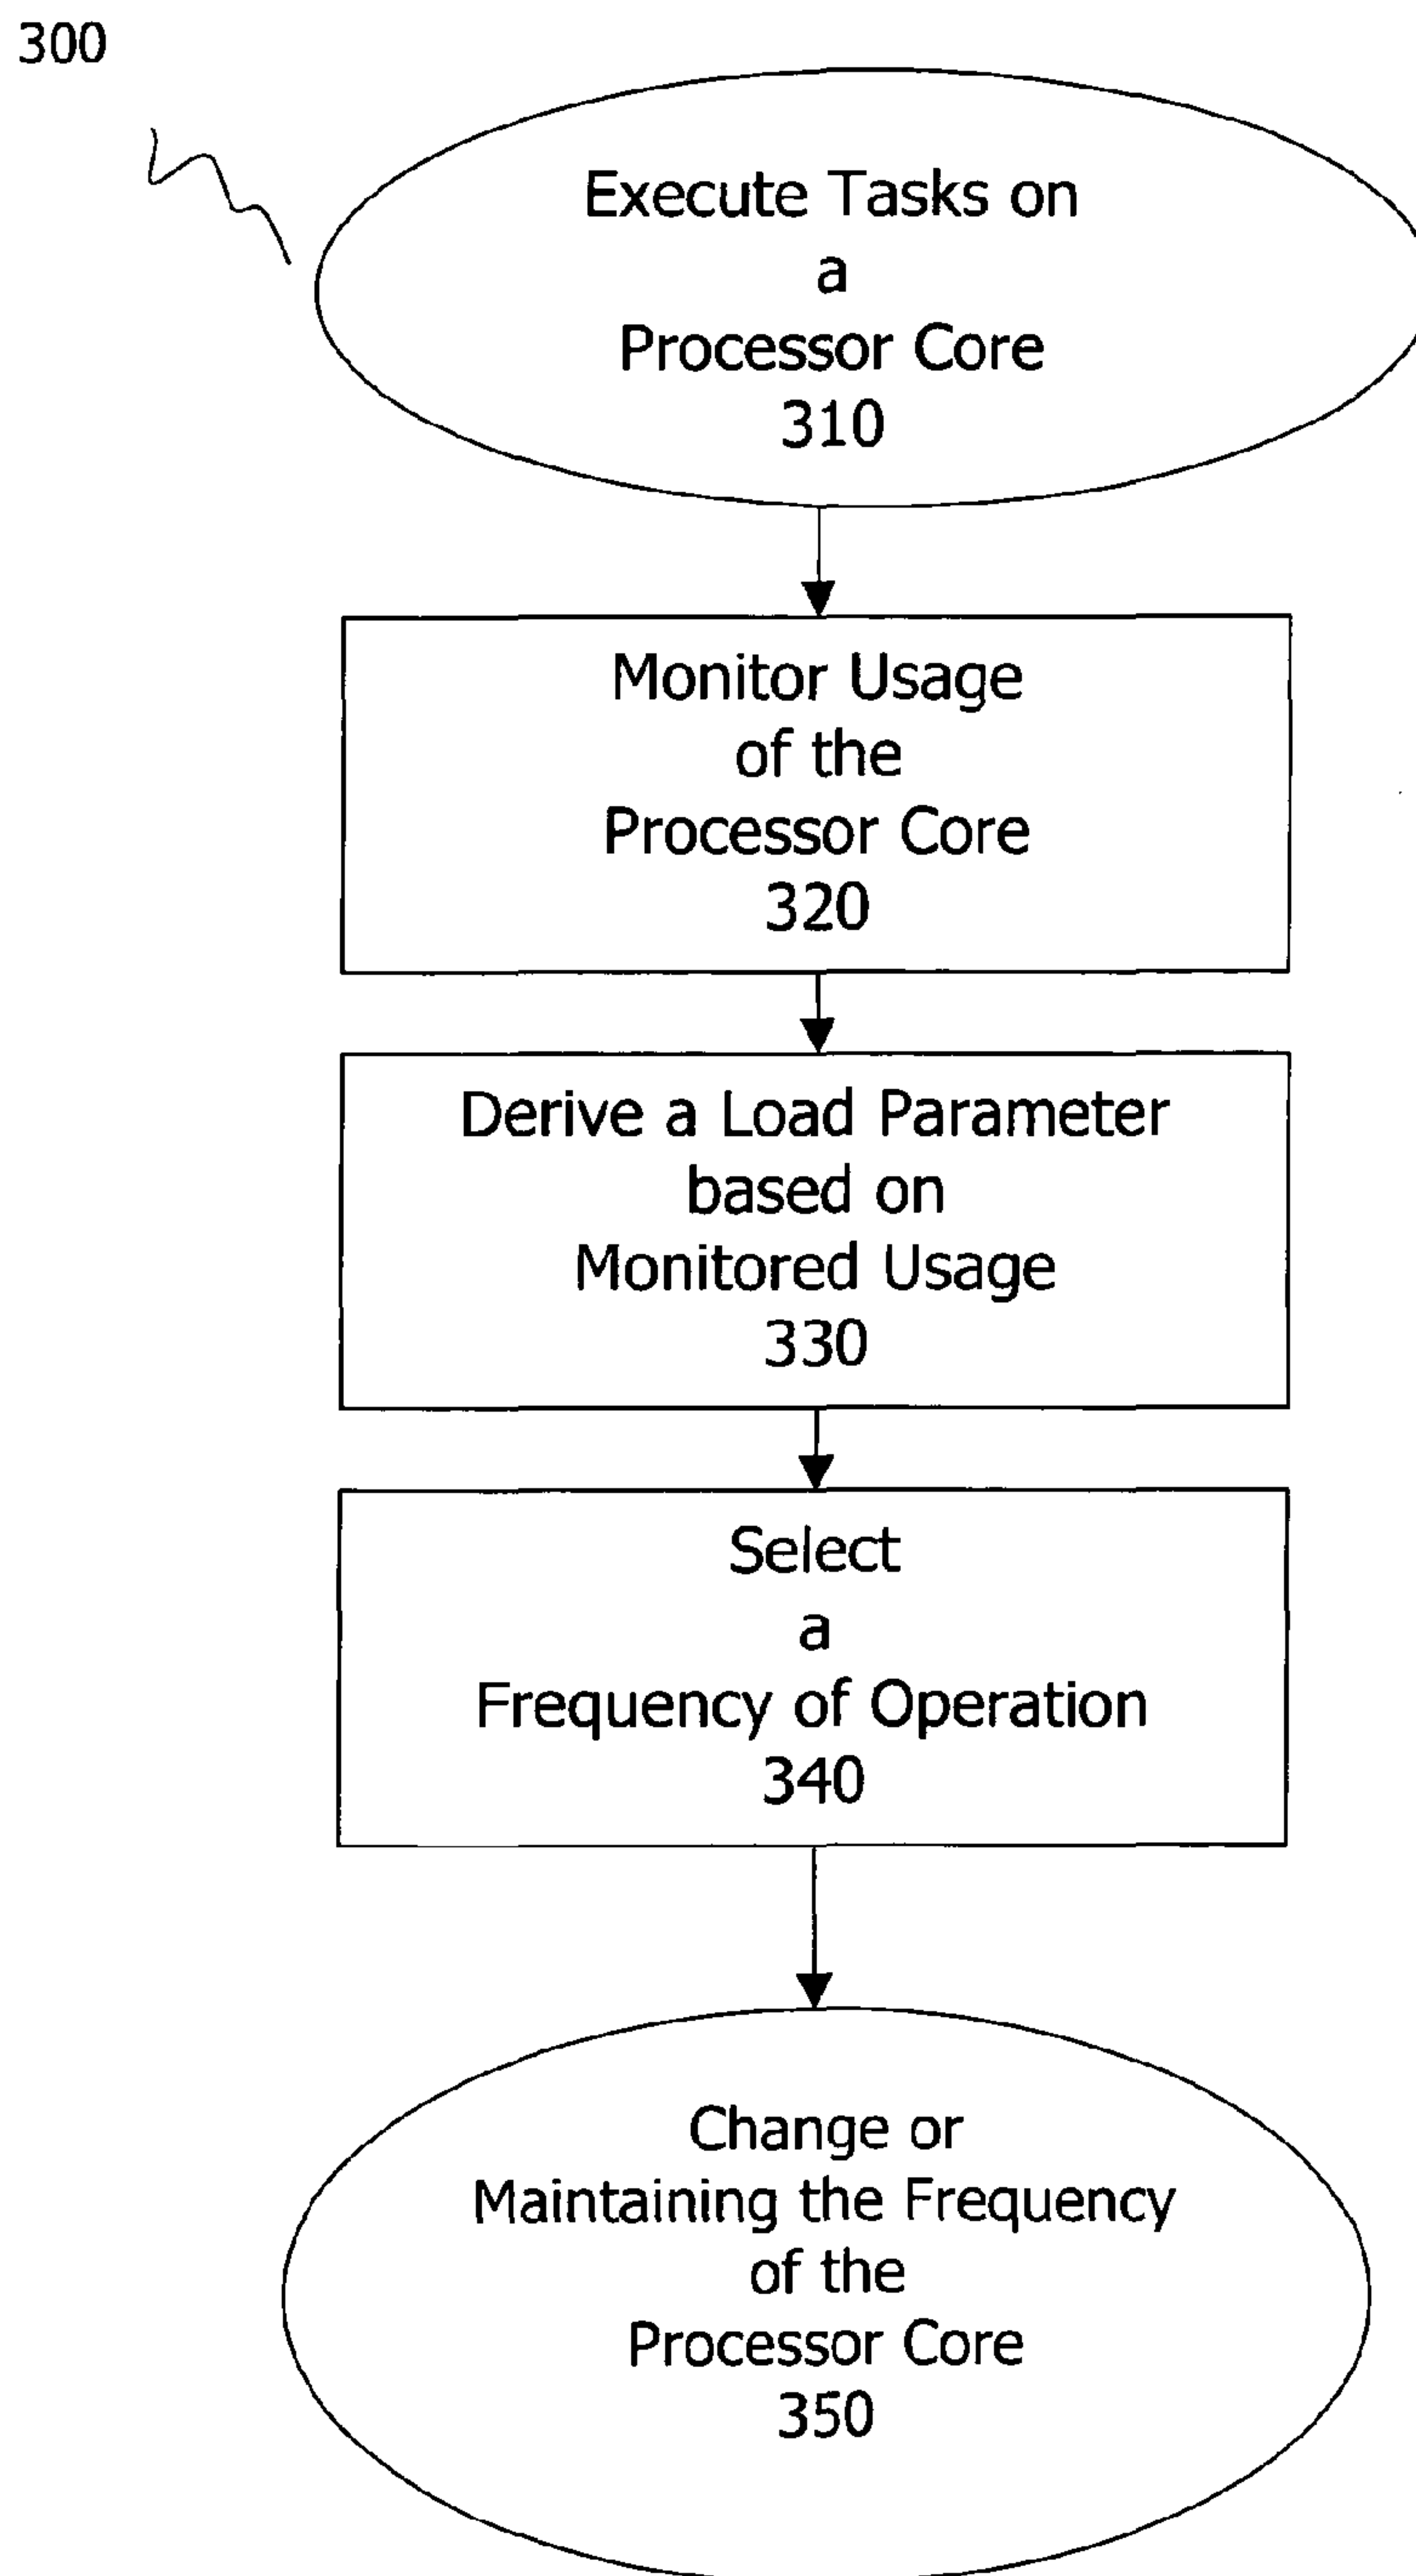 300
Execute Tasks on
a
Processor Core
310
Monitor Usage
of the
Processor Core
320
Derive a Load Parameter
based on
Monitored Usage
330
Select
a
Frequency of Operation
340
Change or
Maintaining the Frequency
of the
Processor Core
350